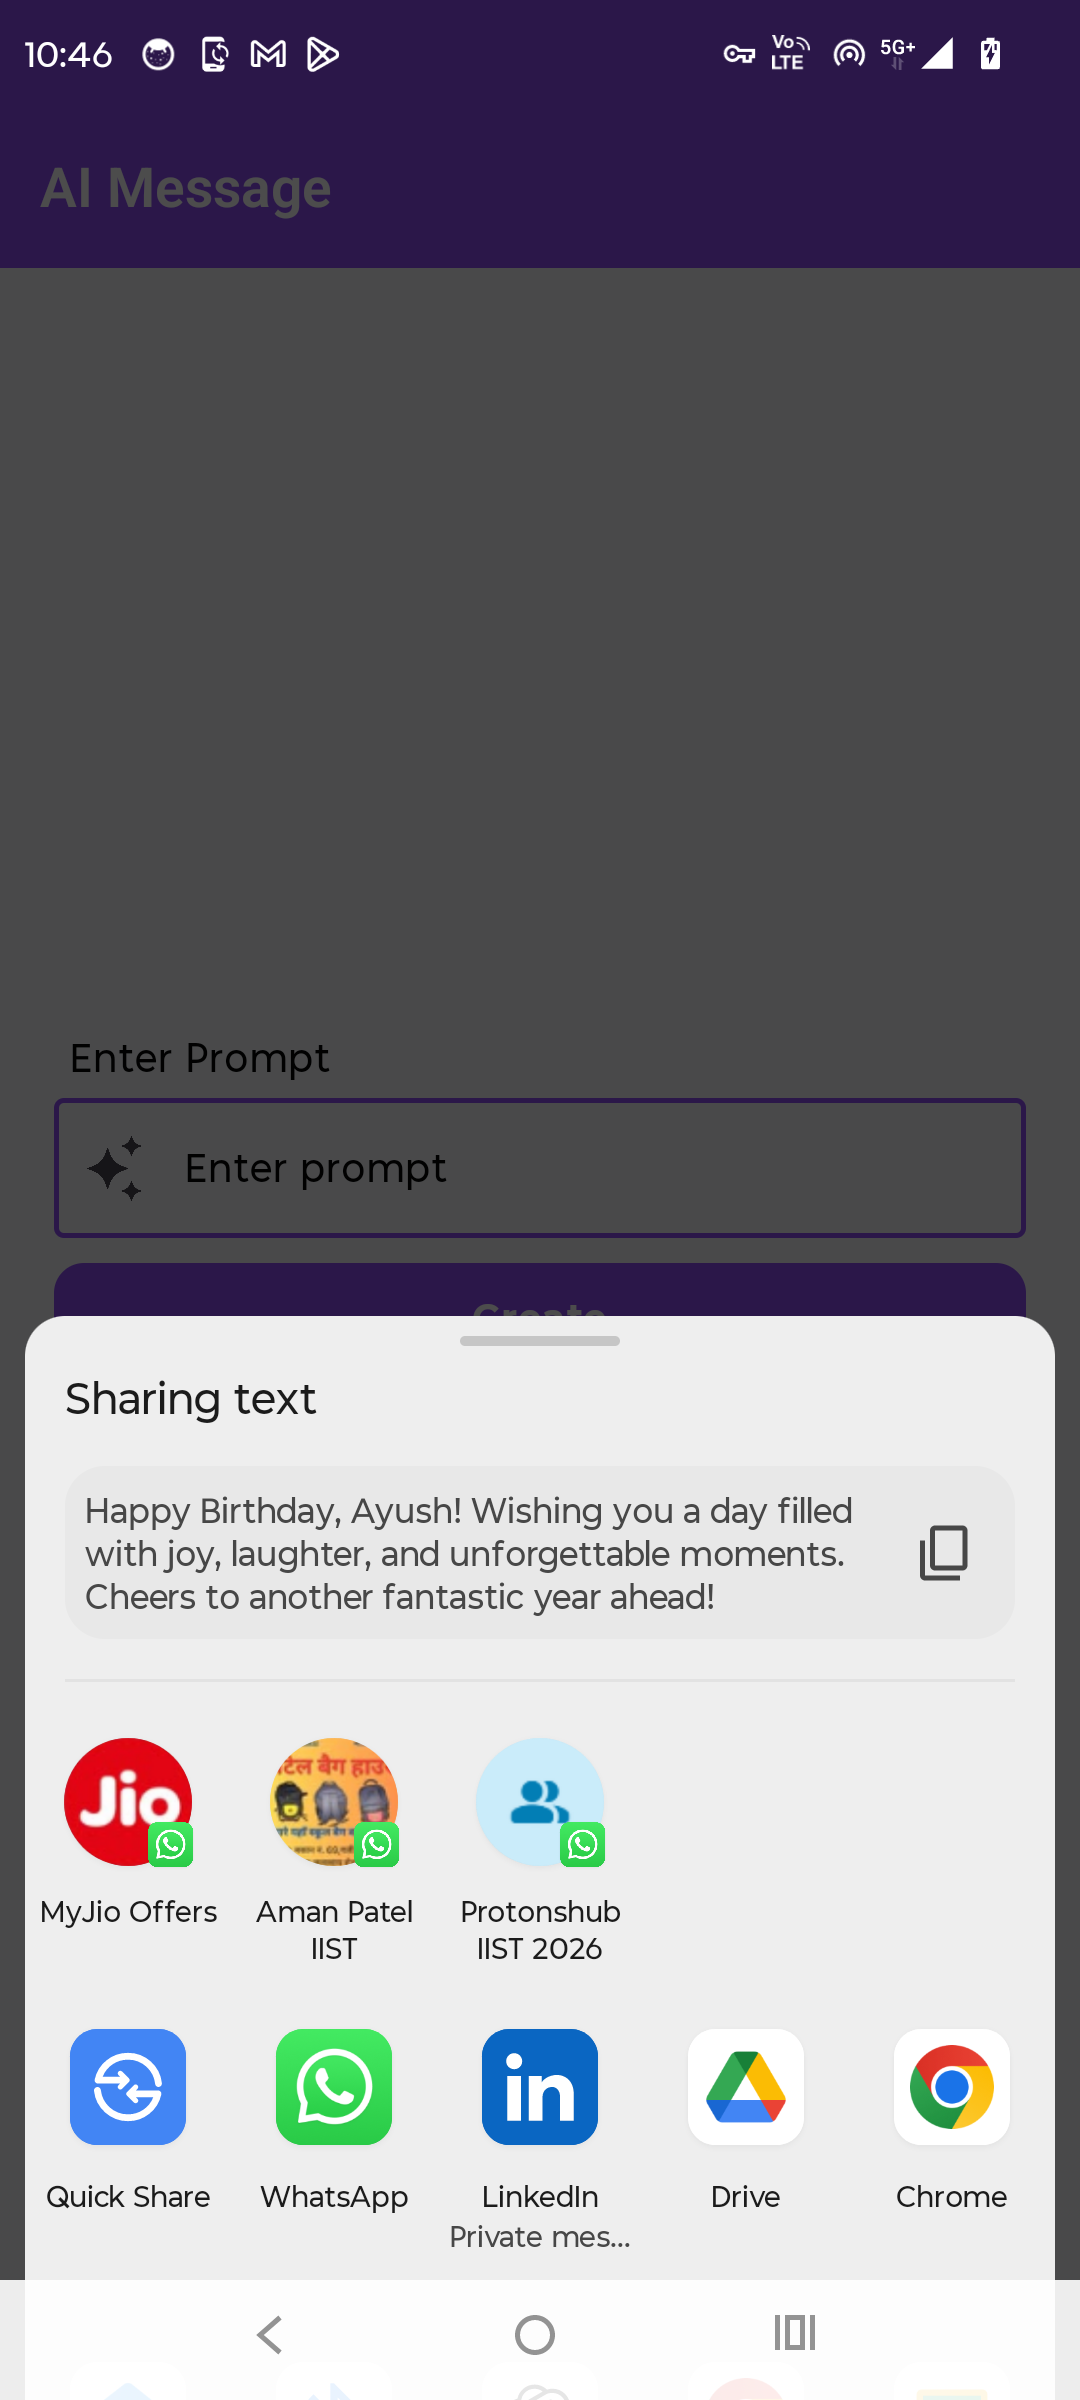 10:46
Vo
LTE
5G+
AI Message
Enter Prompt
Enter prompt
Create
Sharing text
Happy Birthday, Ayush! Wishing you a day filled
with joy, laughter, and unforgettable moments.
Cheers to another fantastic year ahead!
Jio
MyJio Offers
Aman Patel
IIST
Protonshub
IIST 2026
in
Quick Share
WhatsApp
LinkedIn
Private mes...
Drive
Chrome